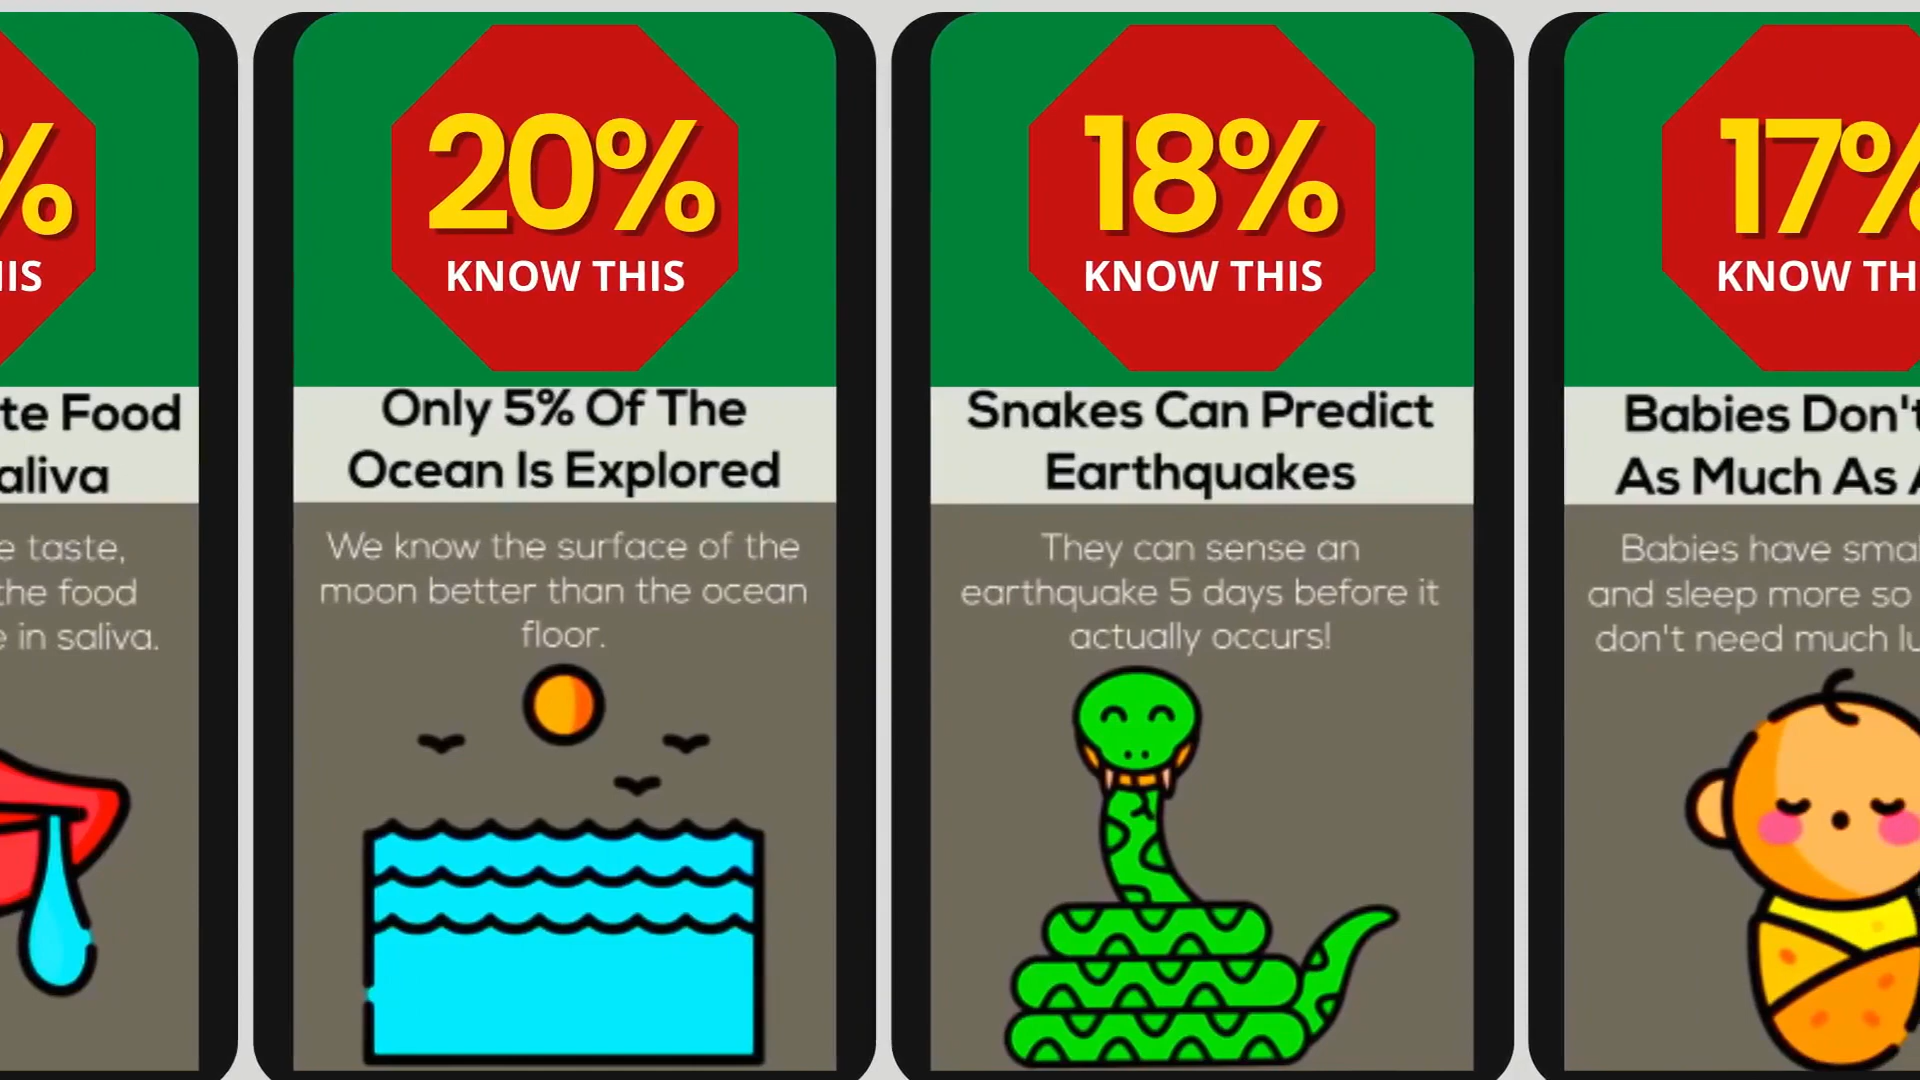 %
HIS
te Food
aliva
e taste,
the food
e in saliva.
20%
KNOW THIS
Only 5% Of The
Ocean Is Explored
We know the surface of the
moon better than the ocean
floor.
18%
KNOW THIS
Snakes Can Predict
Earthquakes
They can sense an
earthquake 5 days before it
actually occurs!
17%
KNOW TH
Babies Don't
As Much As A
Babies have smal
and sleep more so
don't need much lu